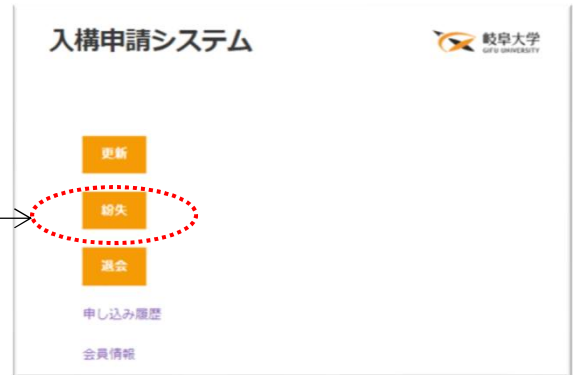 入構申請システム
岐阜大学
GIFU UNIVERSITY
更新
紛失
退会
申し込み履歴
会員情報